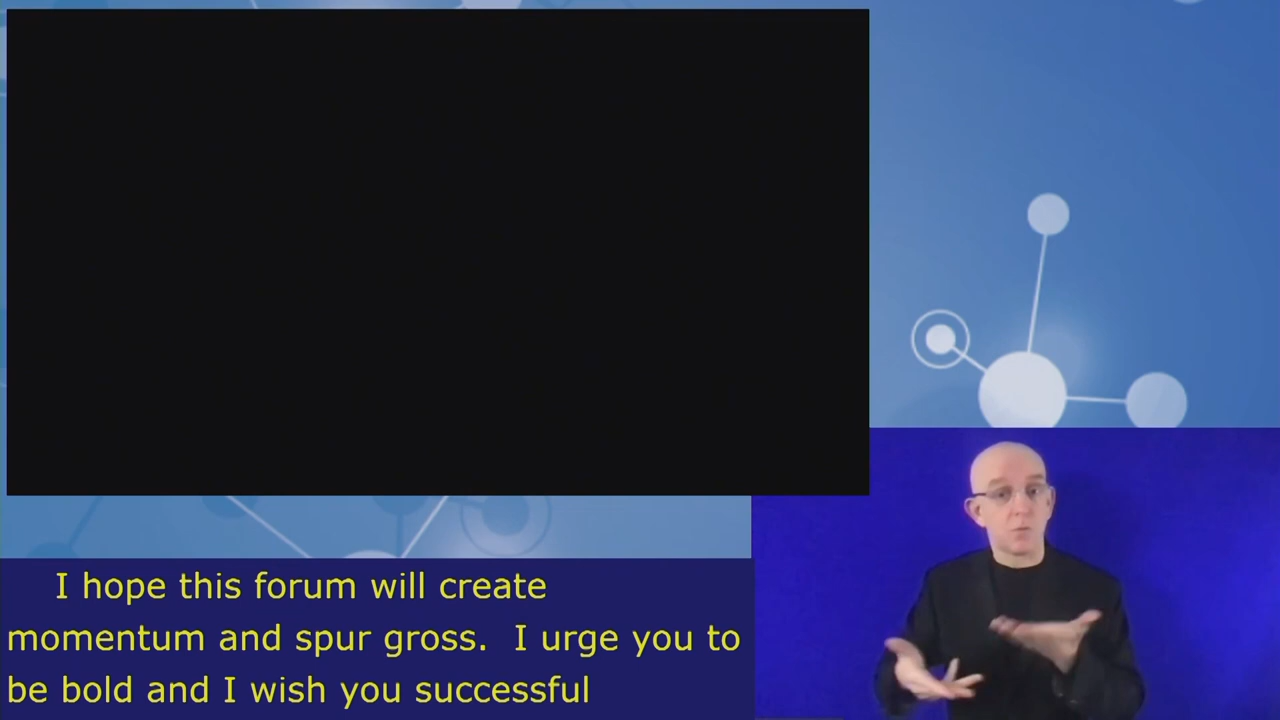 I hope this forum will create
momentum and spur gross. I urge you to
be bold and I wish you successful